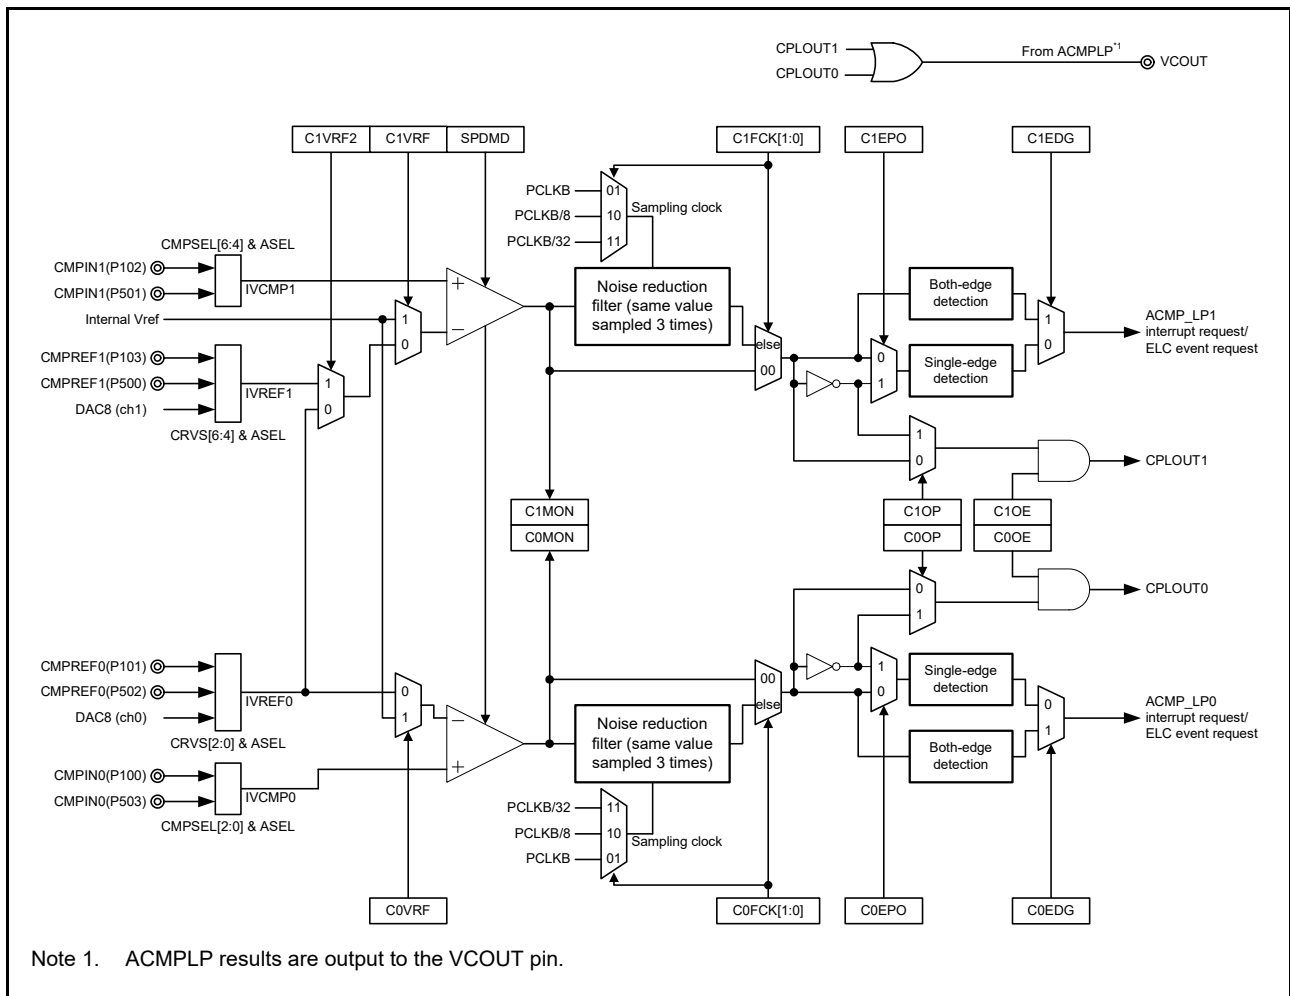 CPLOUT1
CPLOUT0
From ACMPLP*1
VCOUT
C1VRF2
C1VRF
SPDMD
C1FCK[1:0]
C1EPO
C1EDG
PCLKB
PCLKB/8
PCLKB/32
01
10
11
Sampling clock
CMPSEL[6:4] & ASEL
CMPIN1(P102)
CMPIN1(P501)
IVCMP1
Internal Vref
CMPREF1(P103)
CMPREF1(P500)
DAC8 (ch1)
IVREF1
CRVS[6:4] & ASEL
1
0
1
0
+
−
Noise reduction
filter (same value
sampled 3 times)
else
00
0
1
Both-edge
detection
Single-edge
detection
1
0
ACMP_LP1
interrupt request/
ELC event request
1
0
CPLOUT1
C1MON
C0MON
C1OP
C0OP
C1OE
C0OE
0
1
CPLOUT0
CMPREF0(P101)
CMPREF0(P502)
DAC8 (ch0)
IVREF0
CRVS[2:0] & ASEL
CMPIN0(P100)
CMPIN0(P503)
IVCMP0
CMPSEL[2:0] & ASEL
0
1
−
+
Noise reduction
filter (same value
sampled 3 times)
00
else
1
0
Single-edge
detection
Both-edge
detection
0
1
ACMP_LP0
interrupt request/
ELC event request
PCLKB/32
PCLKB/8
PCLKB
11
10
01
Sampling clock
C0VRF
C0FCK[1:0]
C0EPO
C0EDG
Note 1. ACMPLP results are output to the VCOUT pin.